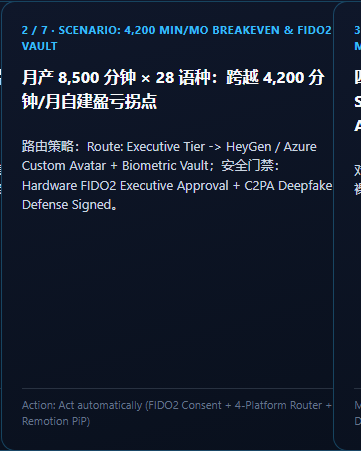 2 / 7 · SCENARIO: 4,200 MIN/MO BREAKEVEN & FIDO2
VAULT
月产 8,500 分钟 × 28 语种：跨越 4,200 分
钟/月自建盈亏拐点
路由策略：Route: Executive Tier -> HeyGen / Azure
Custom Avatar + Biometric Vault；安全门禁：
Hardware FIDO2 Executive Approval + C2PA Deepfake
Defense Signed。
Action: Act automatically (FIDO2 Consent + 4-Platform Router +
Remotion PiP)